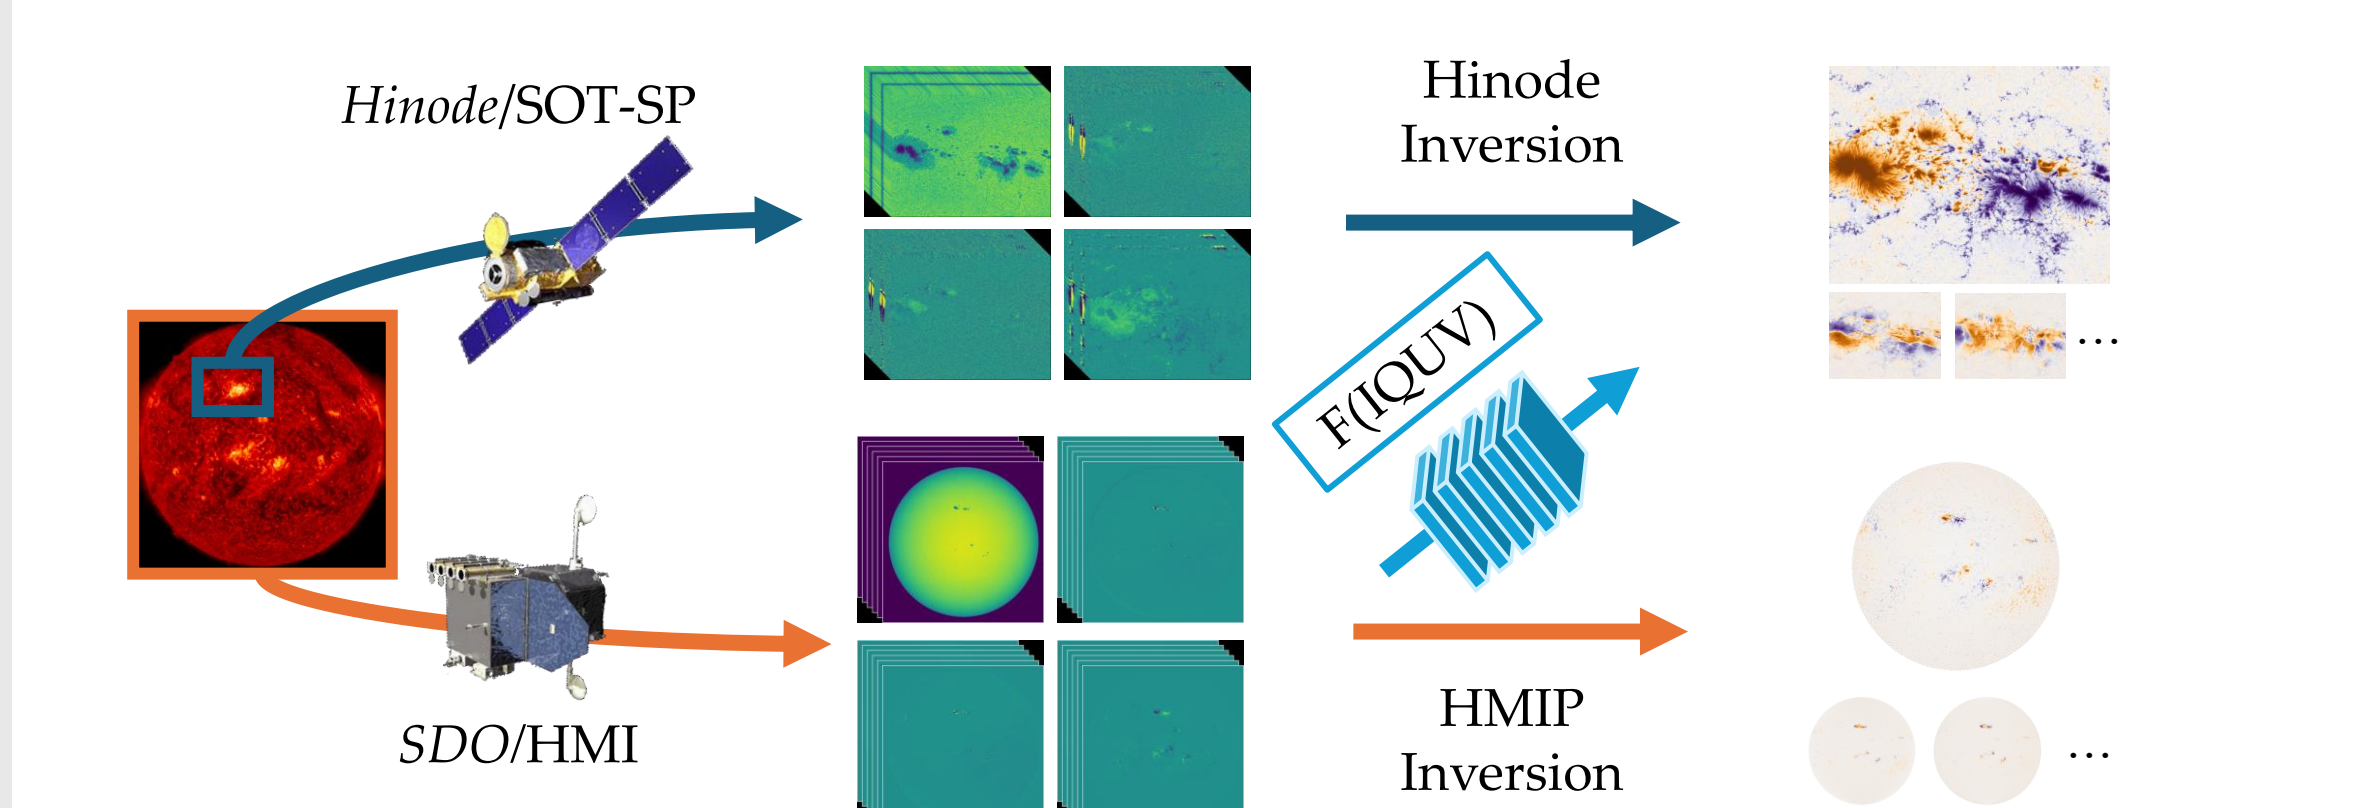 Hinode/SOT-SP
Hinode
Inversion
F(IQUV)
...
SDO/HMI
HMIP
Inversion
...